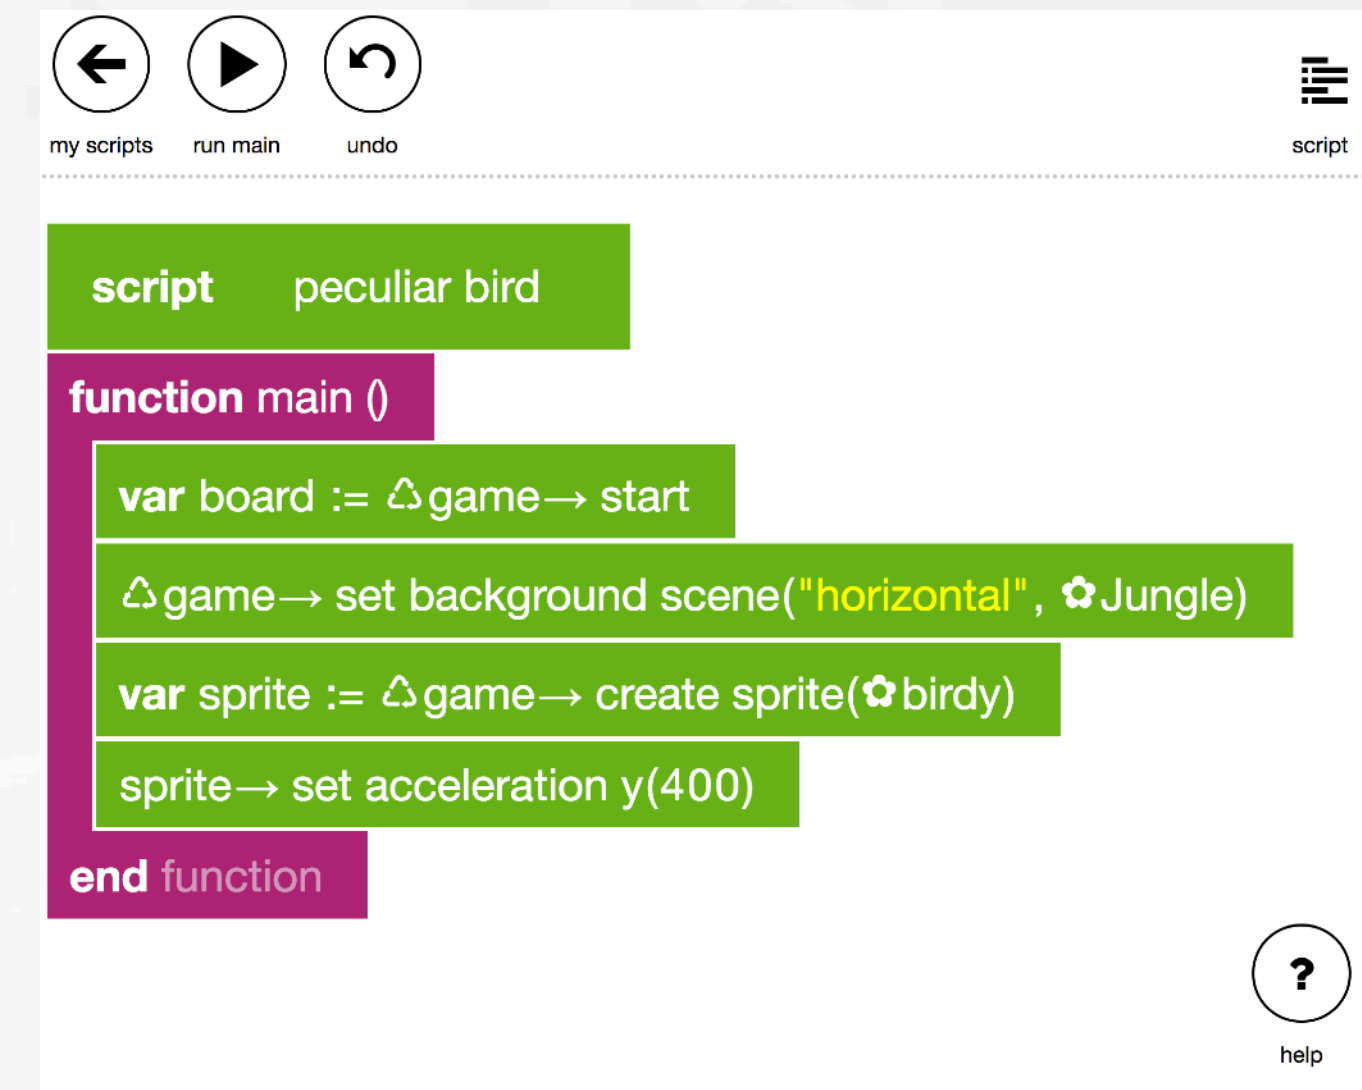 my scripts run main undo script
script peculiar bird
function main ()
var board := ♺game→ start
♺game→ set background scene("horizontal", ✿Jungle)
var sprite := ♺game→ create sprite(✿birdy)
sprite→ set acceleration y(400)
end function
?
help